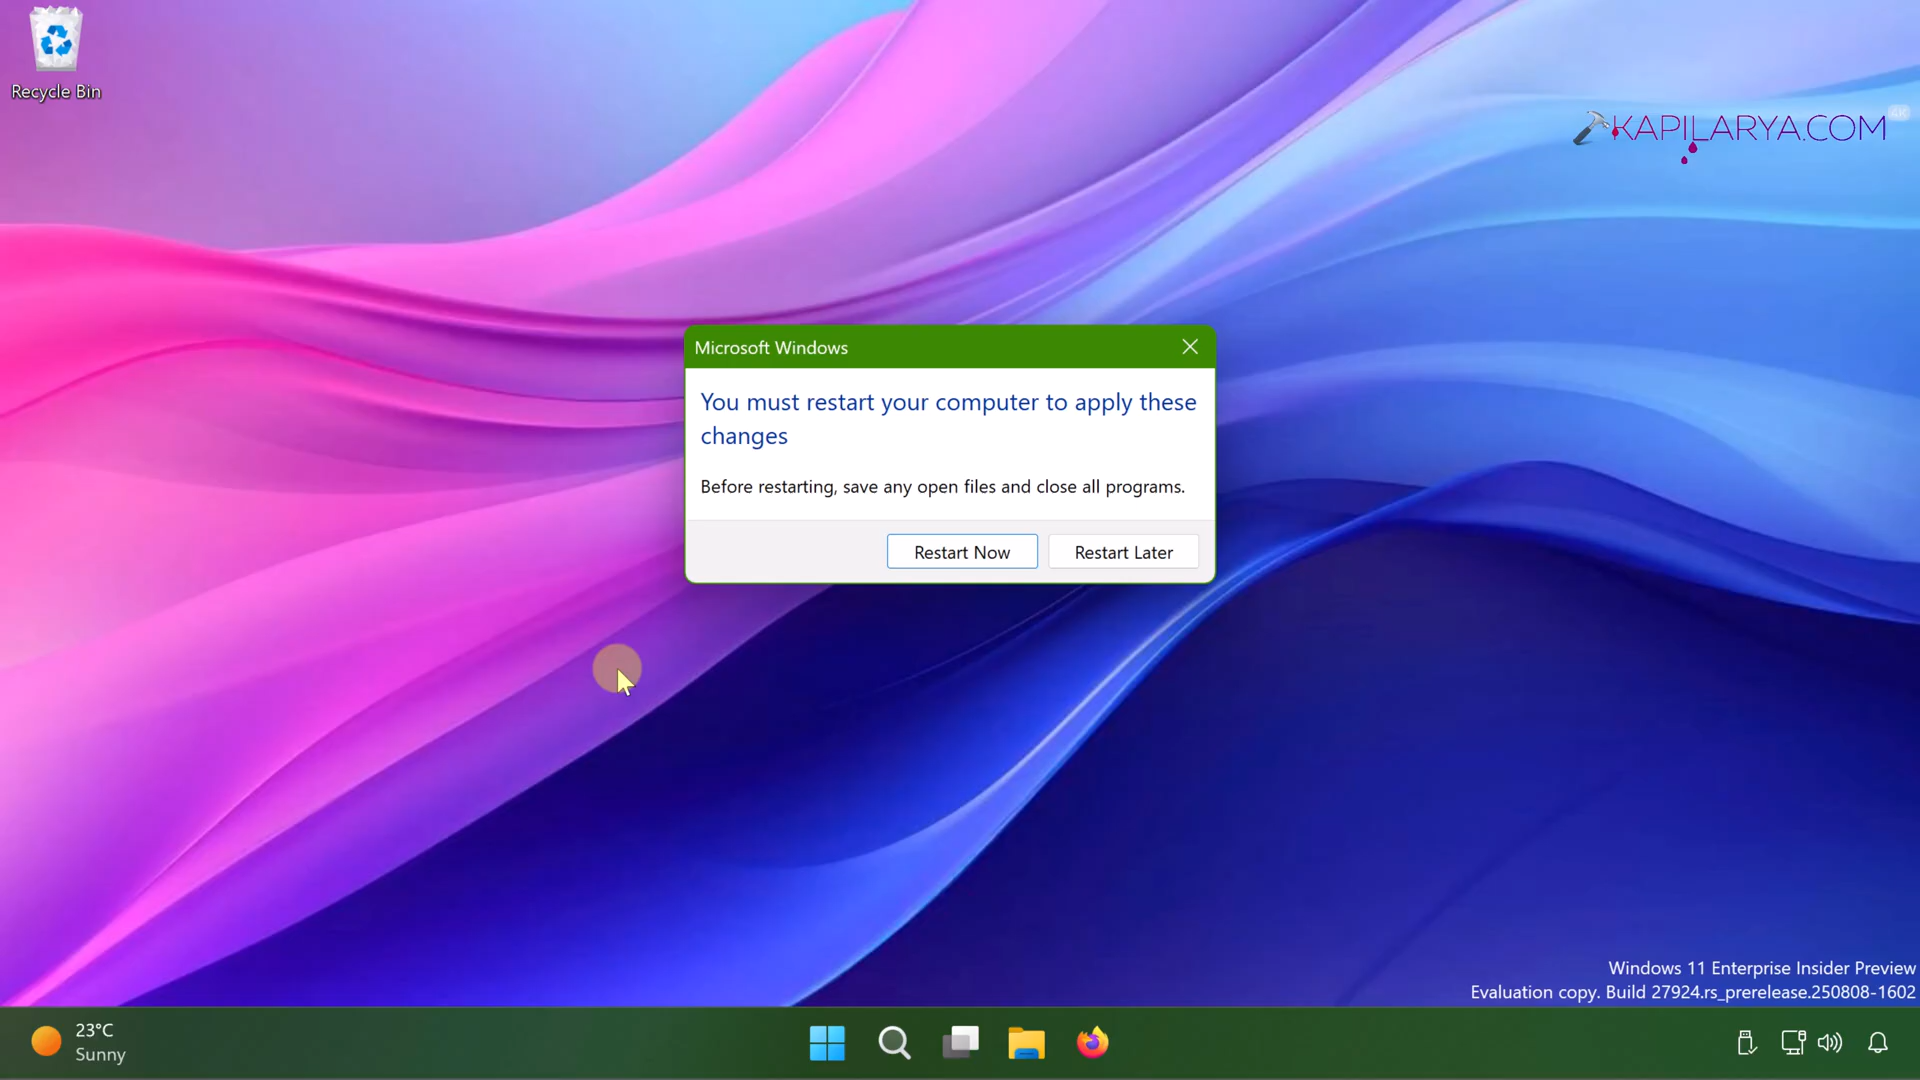 Recycle Bin
KAPILARYA.COM
4K
Microsoft Windows
You must restart your computer to apply these
changes
Before restarting, save any open files and close all programs.
Restart Now
Restart Later
Windows 11 Enterprise Insider Preview
Evaluation copy. Build 27924.rs_prerelease.250808-1602
23°C
Sunny